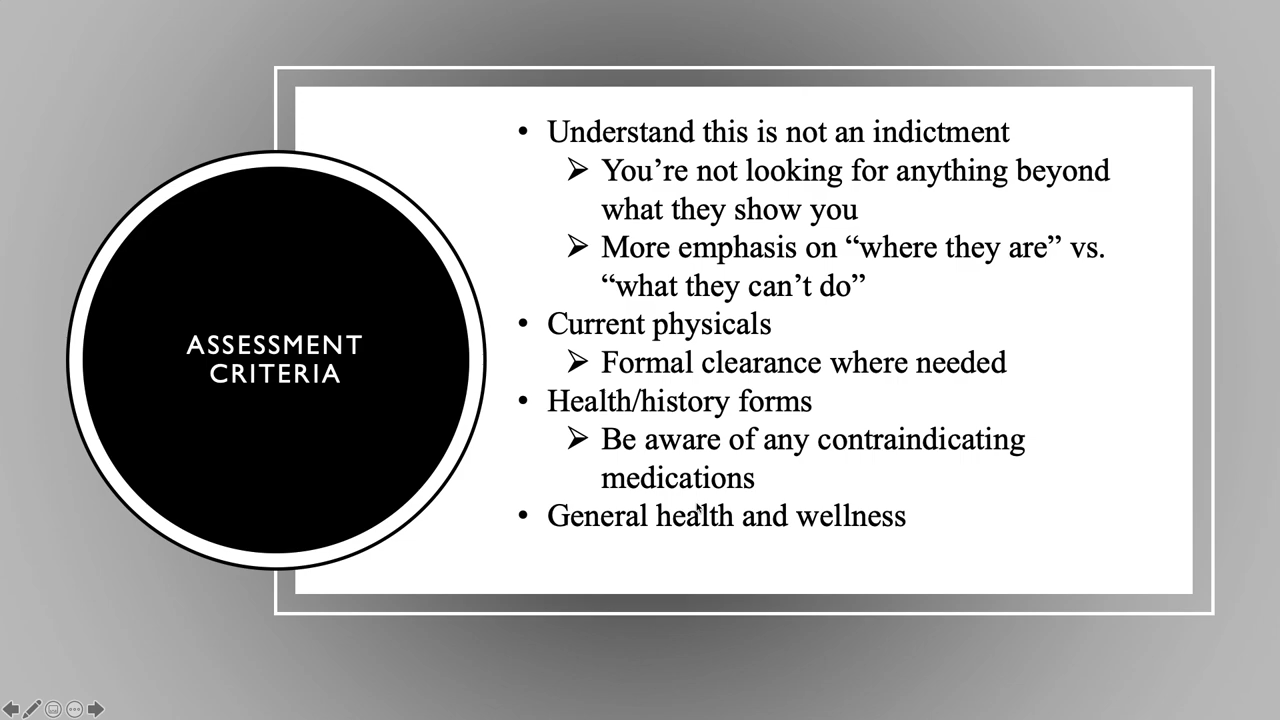 ASSESSMENT
CRITERIA
• Understand this is not an indictment
➢ You’re not looking for anything beyond
what they show you
➢ More emphasis on “where they are” vs.
“what they can’t do”
• Current physicals
➢ Formal clearance where needed
• Health/history forms
➢ Be aware of any contraindicating
medications
• General health and wellness